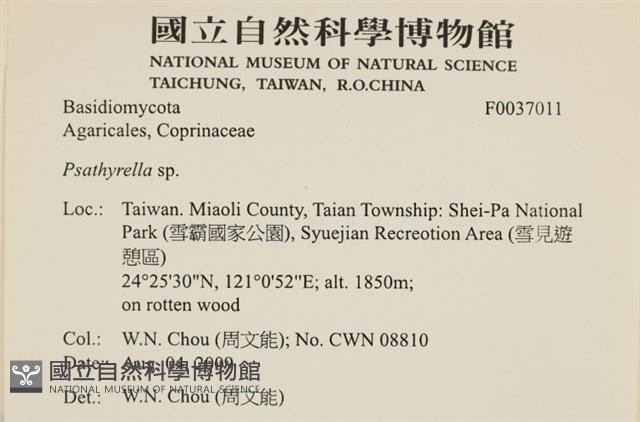 國立自然科學博物館
NATIONAL MUSEUM OF NATURAL SCIENCE
TAICHUNG, TAIWAN, R.O.CHINA
Basidiomycota F0037011
Agaricales, Coprinaceae
Psathyrella sp.
Loc.: Taiwan. Miaoli County, Taian Township: Shei-Pa National
Park (雪霸國家公園), Syuejian Recreotion Area (雪見遊
憩區)
24°25'30"N, 121°0'52"E; alt. 1850m;
on rotten wood
Col.: W.N. Chou (周文能); No. CWN 08810
Date: Aug. 04, 2009
國立自然科學博物館
NATIONAL MUSEUM OF NATURAL SCIENCE
Det.: W.N. Chou (周文能)